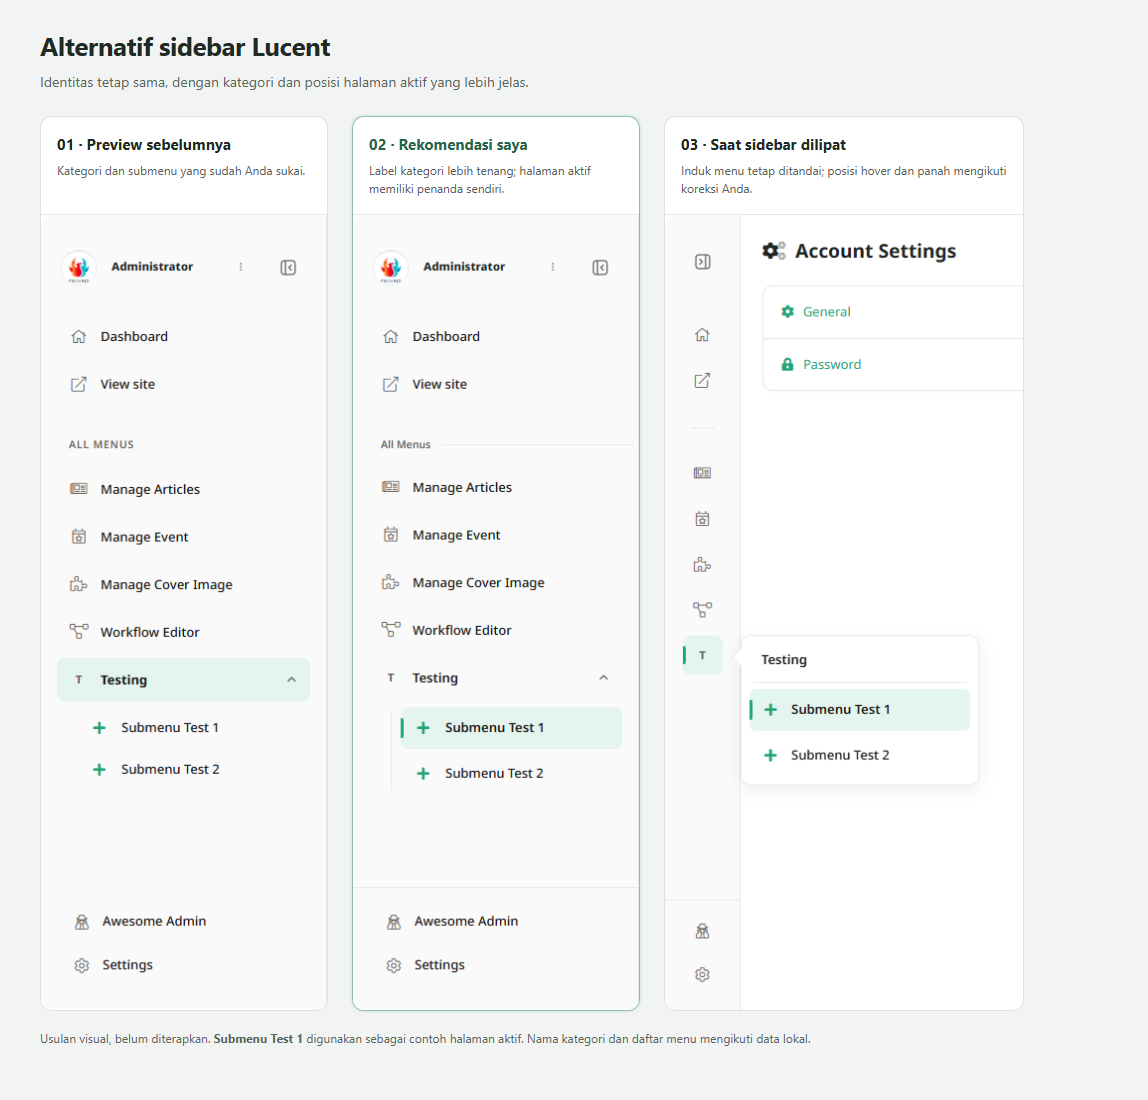 Alternatif sidebar Lucent
Identitas tetap sama, dengan kategori dan posisi halaman aktif yang lebih jelas.
01 · Preview sebelumnya
Kategori dan submenu yang sudah Anda sukai.
Administrator
Dashboard
View site
ALL MENUS
Manage Articles
Manage Event
Manage Cover Image
Workflow Editor
T Testing
Submenu Test 1
Submenu Test 2
Awesome Admin
Settings
02 · Rekomendasi saya
Label kategori lebih tenang; halaman aktif
memiliki penanda sendiri.
Administrator
Dashboard
View site
All Menus
Manage Articles
Manage Event
Manage Cover Image
Workflow Editor
T Testing
Submenu Test 1
Submenu Test 2
Awesome Admin
Settings
03 · Saat sidebar dilipat
Induk menu tetap ditandai; posisi hover dan panah mengikuti
koreksi Anda.
Account Settings
General
Password
T
Testing
Submenu Test 1
Submenu Test 2
Usulan visual, belum diterapkan. Submenu Test 1 digunakan sebagai contoh halaman aktif. Nama kategori dan daftar menu mengikuti data lokal.